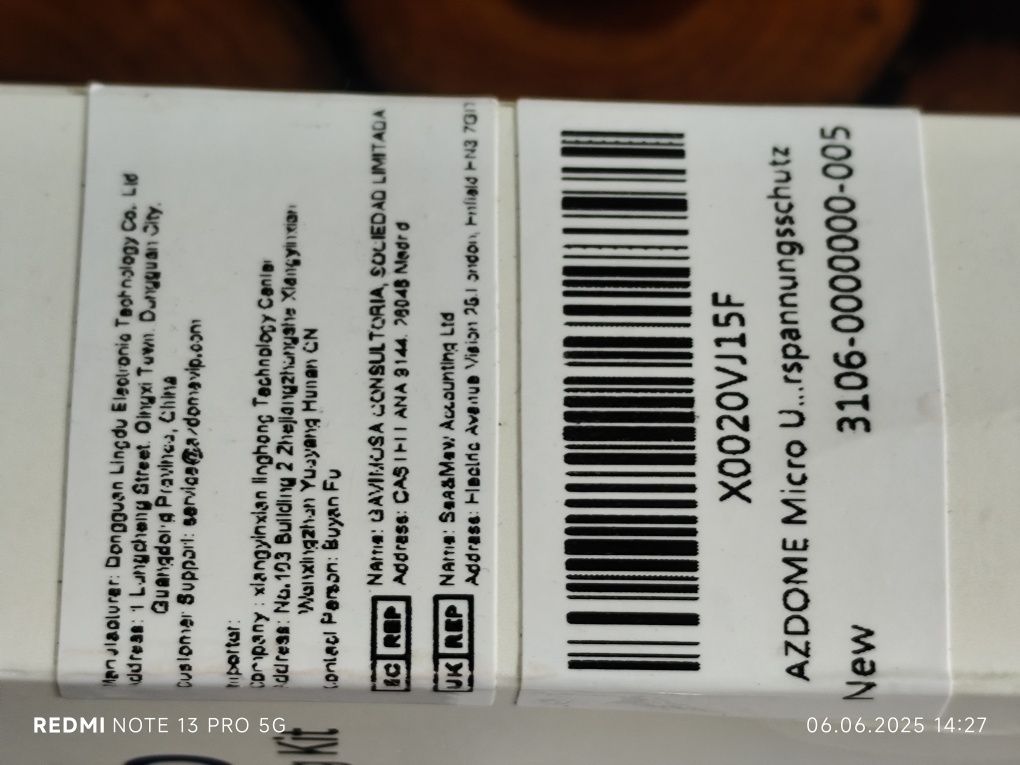 Manufacturer: Dongguan Lingdu Electronic Technology Co., Ltd
Address: 1 Lungcheng Street, Qingxi Town, Dongguan City,
Guangdong Province, China
Customer Support: service@azdomevip.com
Importer:
Company : xiangyinxian linghong Technology Center
Address: No.103 Building 2 Zhejiangzhongshe Xiangyinxian
Yueyang Hunan CN
Contact Person: Buyan Fu
EC REP
Name: GAVIMOSA CONSULTORIA, SOCIEDAD LIMITADA
Address: CASTELLANA 9144, 28046 Madrid
UK REP
Name: Sea&Mew Accounting Ltd
Address: Electric Avenue Vision 25, London, Enfield EN3 7GD
X0020VJ15F
AZDOME Micro U...rspannungsschutz
New
3106-0000000-005
g Kit
REDMI NOTE 13 PRO 5G
06.06.2025 14:27